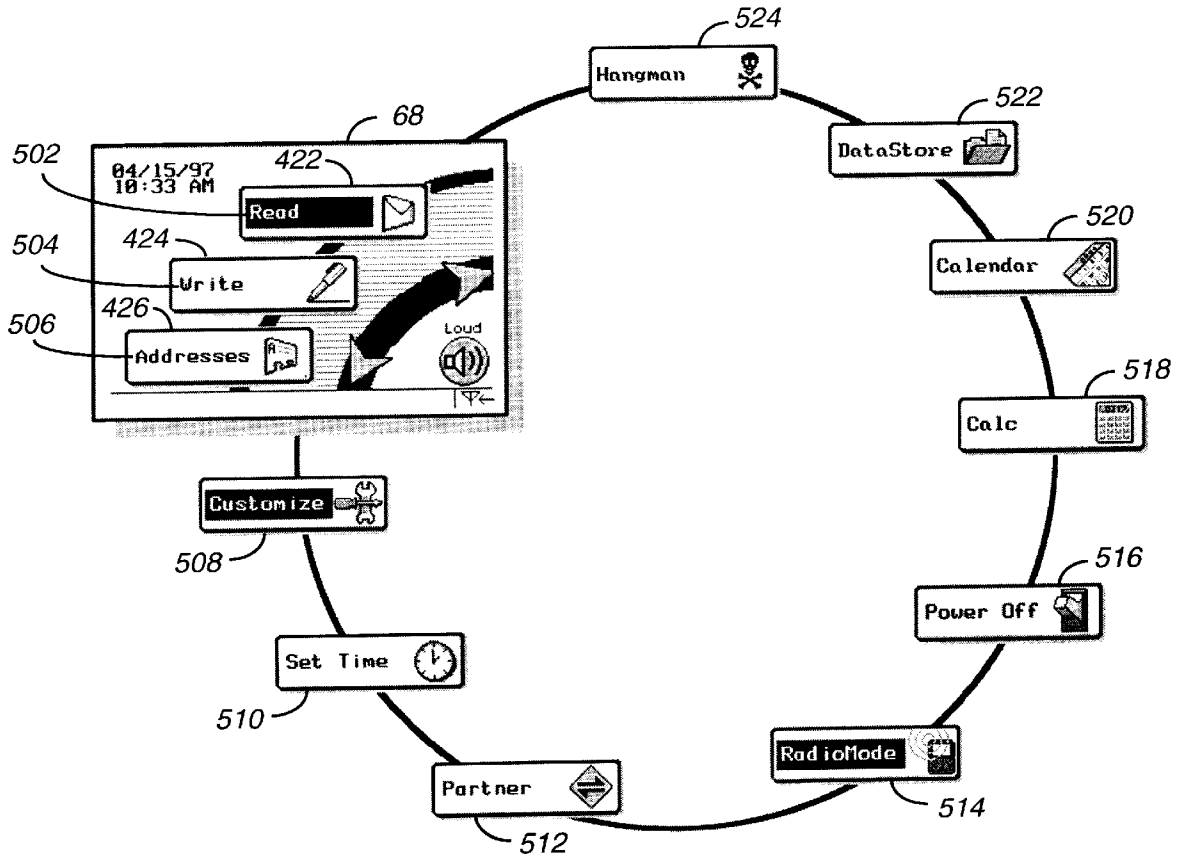 524
Hangman
522
DataStore
68
502
04/15/97
10:33 AM
422
Read
520
Calendar
504
424
Write
506
426
Addresses
Loud
518
Calc
Customize
508
516
Power Off
Set Time
510
RadioMode
514
Partner
512